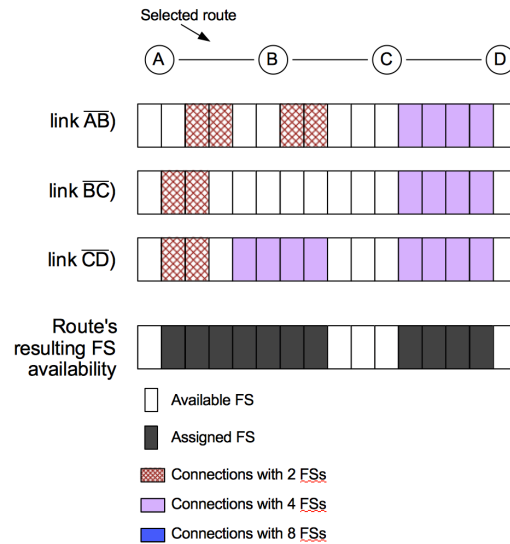 Selected route
A B C D
link AB)
link BC)
link CD)
Route's
resulting FS
availability
Available FS
Assigned FS
Connections with 2 FSs
Connections with 4 FSs
Connections with 8 FSs